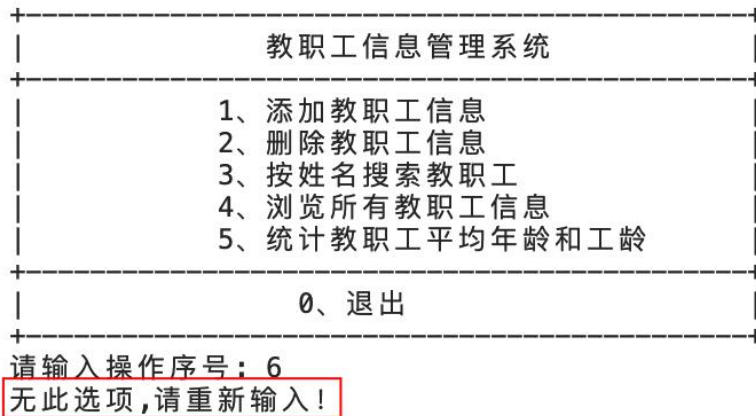 教职工信息管理系统
1、添加教职工信息
2、删除教职工信息
3、按姓名搜索教职工
4、浏览所有教职工信息
5、统计教职工平均年龄和工龄
0、退出
请输入操作序号: 6
无此选项,请重新输入!